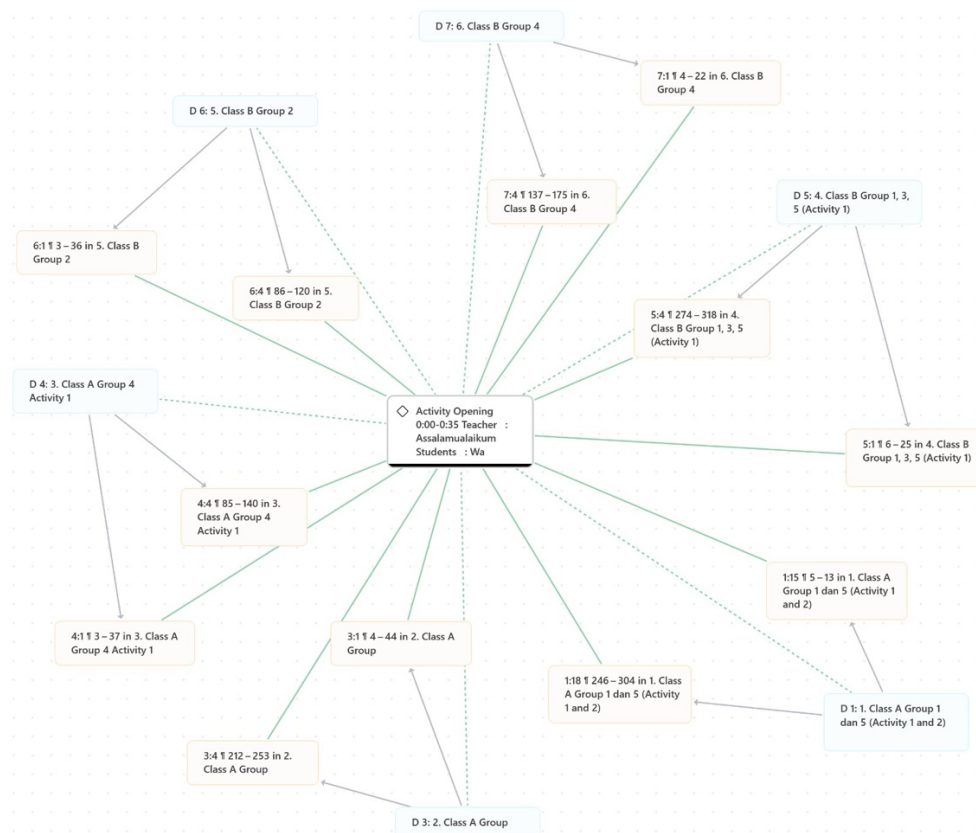 D 7: 6. Class B Group 4
7:1 ¶ 4 – 22 in 6. Class B
Group 4
D 6: 5. Class B Group 2
7:4 ¶ 137 – 175 in 6.
Class B Group 4
D 5: 4. Class B Group 1, 3,
5 (Activity 1)
6:1 ¶ 3 – 36 in 5. Class B
Group 2
6:4 ¶ 86 – 120 in 5.
Class B Group 2
5:4 ¶ 274 – 318 in 4.
Class B Group 1, 3, 5
(Activity 1)
D 4: 3. Class A Group 4
Activity 1
Activity Opening
0:00-0:35 Teacher :
Assalamualaikum
Students : Wa
5:1 ¶ 6 – 25 in 4. Class B
Group 1, 3, 5 (Activity 1)
4:4 ¶ 85 – 140 in 3.
Class A Group 4
Activity 1
1:15 ¶ 5 – 13 in 1. Class A
Group 1 dan 5 (Activity 1
and 2)
4:1 ¶ 3 – 37 in 3. Class A
Group 4 Activity 1
3:1 ¶ 4 – 44 in 2. Class A
Group
1:18 ¶ 246 – 304 in 1. Class
A Group 1 dan 5 (Activity
1 and 2)
D 1: 1. Class A Group 1
dan 5 (Activity 1 and 2)
3:4 ¶ 212 – 253 in 2.
Class A Group
D 3: 2. Class A Group